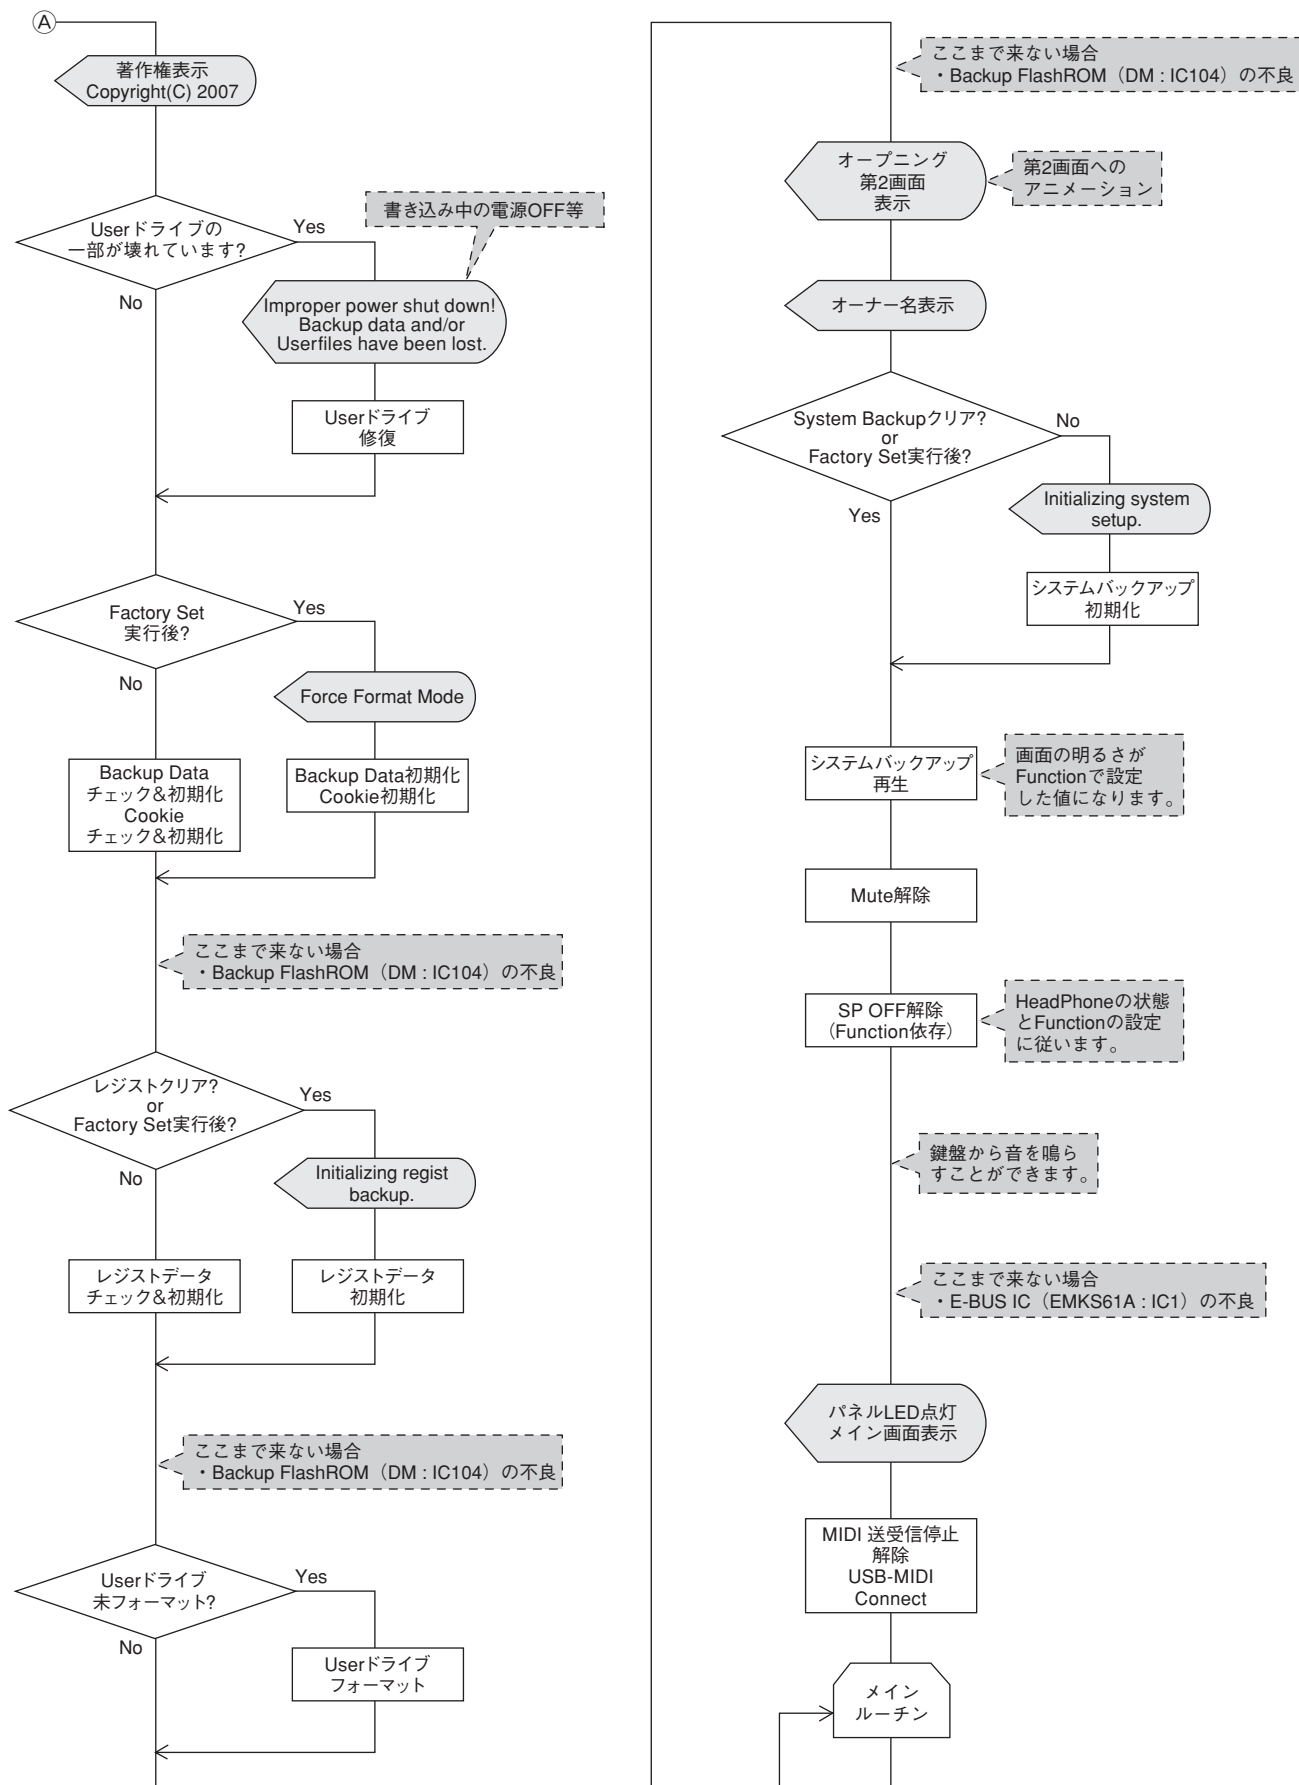 A
著作権表示
Copyright(C) 2007
Userドライブの
一部が壊れています?
Yes
No
書き込み中の電源OFF等
Improper power shut down!
Backup data and/or
Userfiles have been lost.
Userドライブ
修復
Factory Set
実行後?
Yes
No
Force Format Mode
Backup Data
チェック&初期化
Cookie
チェック&初期化
Backup Data初期化
Cookie初期化
ここまで来ない場合
・Backup FlashROM（DM : IC104）の不良
レジストクリア?
or
Factory Set実行後?
Yes
No
Initializing regist
backup.
レジストデータ
チェック&初期化
レジストデータ
初期化
ここまで来ない場合
・Backup FlashROM（DM : IC104）の不良
Userドライブ
未フォーマット?
Yes
No
Userドライブ
フォーマット
ここまで来ない場合
・Backup FlashROM（DM : IC104）の不良
オープニング
第2画面
表示
第2画面への
アニメーション
オーナー名表示
System Backupクリア?
or
Factory Set実行後?
No
Yes
Initializing system
setup.
システムバックアップ
初期化
システムバックアップ
再生
画面の明るさが
Functionで設定
した値になります。
Mute解除
SP OFF解除
（Function依存）
HeadPhoneの状態
とFunctionの設定
に従います。
鍵盤から音を鳴ら
すことができます。
ここまで来ない場合
・E-BUS IC（EMKS61A : IC1）の不良
パネルLED点灯
メイン画面表示
MIDI 送受信停止
解除
USB-MIDI
Connect
メイン
ルーチン